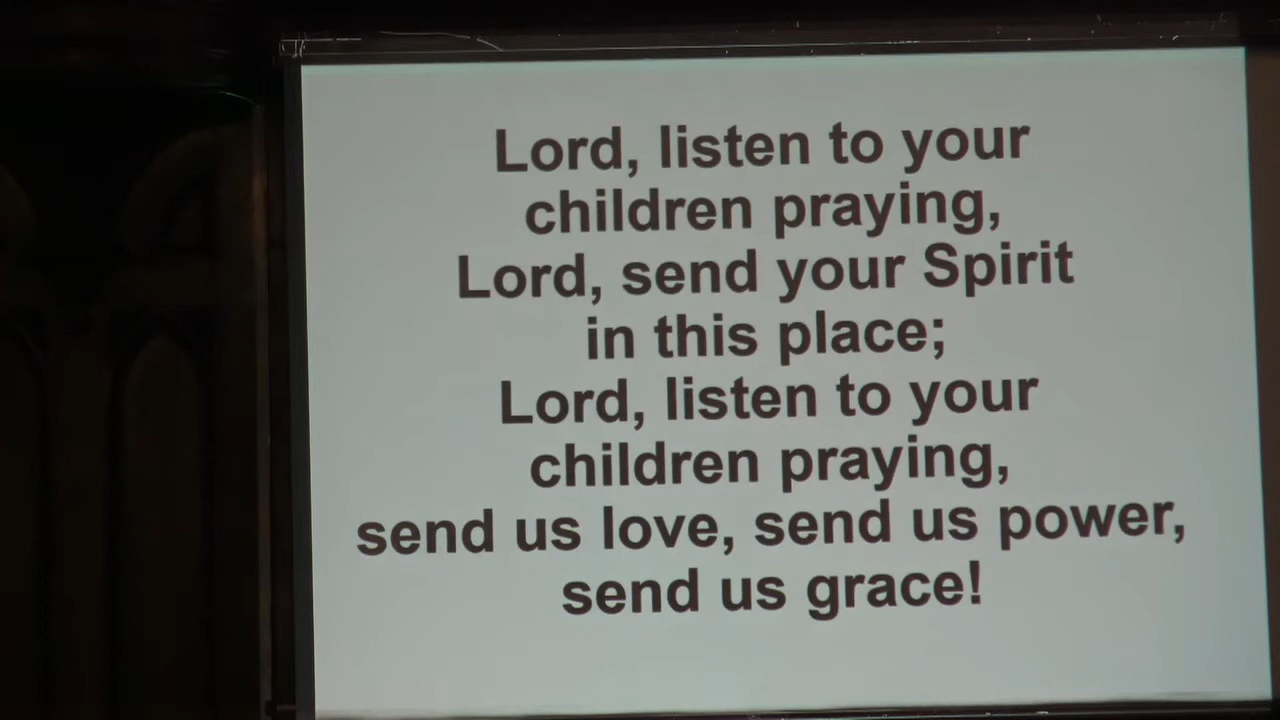 Lord, listen to your
children praying,
Lord, send your Spirit
in this place;
Lord, listen to your
children praying,
send us love, send us power,
send us grace!